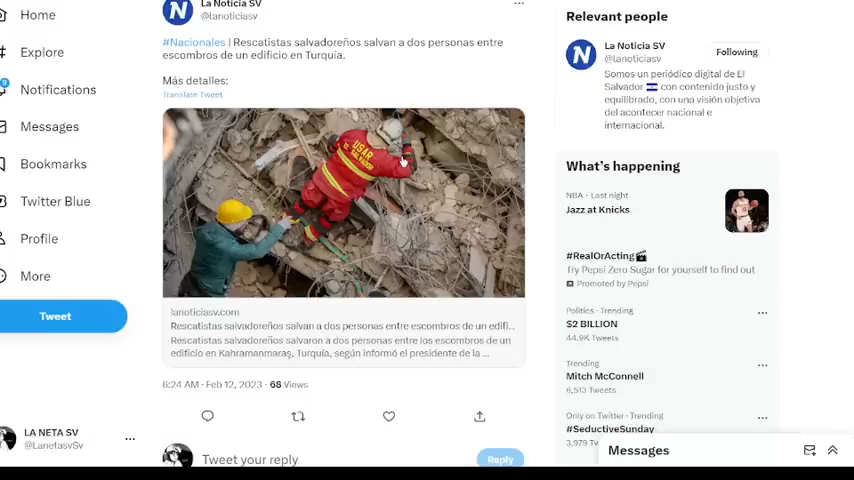 Home
Explore
Notifications
9
Messages
Bookmarks
Twitter Blue
Profile
More
Tweet
LA NETA SV
@LanetasvSv
La Noticia SV
@lanoticiasv
#Nacionales | Rescatistas salvadoreños salvan a dos personas entre
escombros de un edificio en Turquía.
Más detalles:
Translate Tweet
USAR
EL SALVADOR
lanoticiasv.com
Rescatistas salvadoreños salvan a dos personas entre escombros de un edifi...
Rescatistas salvadoreños salvaron a dos personas entre los escombros de un
edificio en Kahramanmaraş, Turquía, según informó el presidente de la ...
6:24 AM · Feb 12, 2023 · 68 Views
Tweet your reply
Reply
Relevant people
La Noticia SV
@lanoticiasv
Following
Somos un periódico digital de El
Salvador 🇸🇻 con contenido justo y
equilibrado, con una visión objetiva
del acontecer nacional e
internacional.
What's happening
NBA · Last night
Jazz at Knicks
#RealOrActing
Try Pepsi Zero Sugar for yourself to find out
Promoted by Pepsi
Politics · Trending
$2 BILLION
44.9K Tweets
Trending
Mitch McConnell
6,513 Tweets
Only on Twitter · Trending
#SeductiveSunday
3,979 Tw
Messages